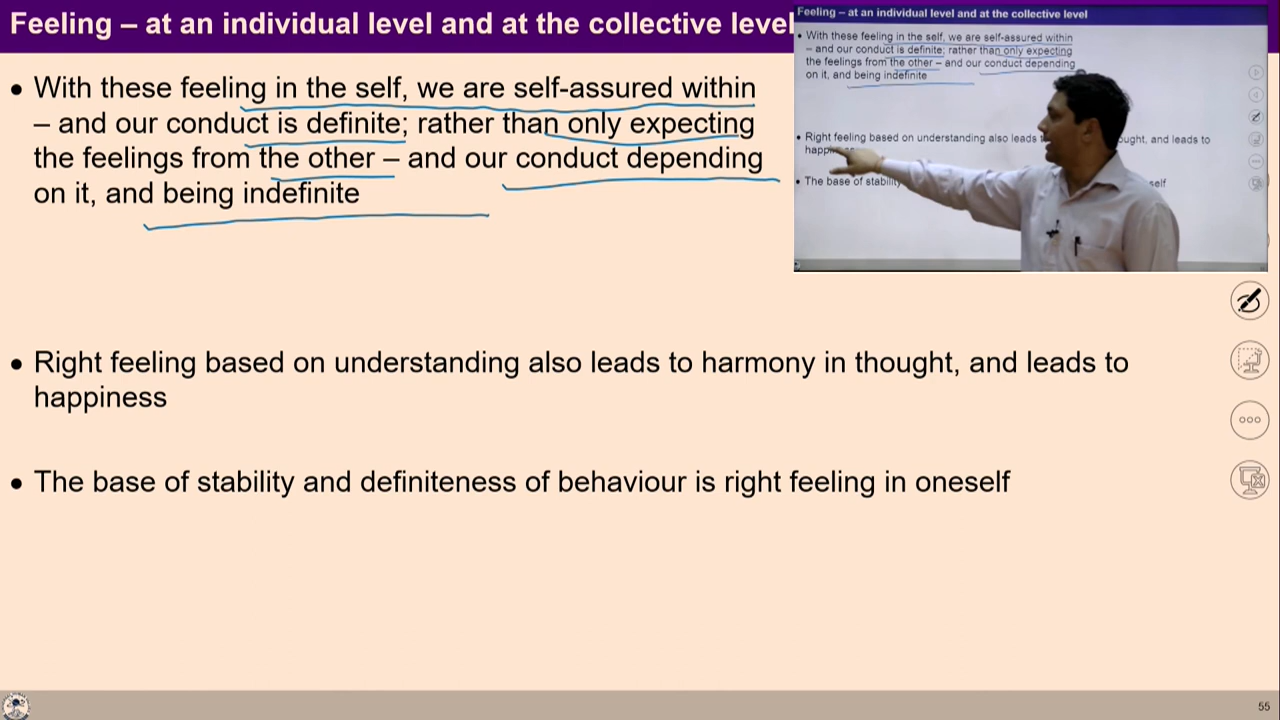 Feeling – at an individual level and at the collective level
• With these feeling in the self, we are self-assured within
– and our conduct is definite; rather than only expecting
the feelings from the other – and our conduct depending
on it, and being indefinite
• Right feeling based on understanding also leads to harmony in thought, and leads to
happiness
• The base of stability and definiteness of behaviour is right feeling in oneself
55
Feeling – at an individual level and at the collective level
• With these feeling in the self, we are self-assured within
– and our conduct is definite; rather than only expecting
the feelings from the other – and our conduct depending
on it, and being indefinite
• Right feeling based on understanding also leads ought, and leads to
• The base of stability self